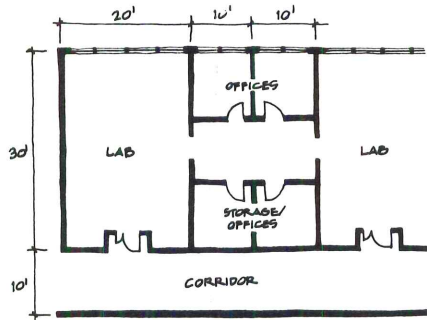 20' 10' 10'
OFFICES
30' LAB LAB
STORAGE/
OFFICES
10' CORRIDOR